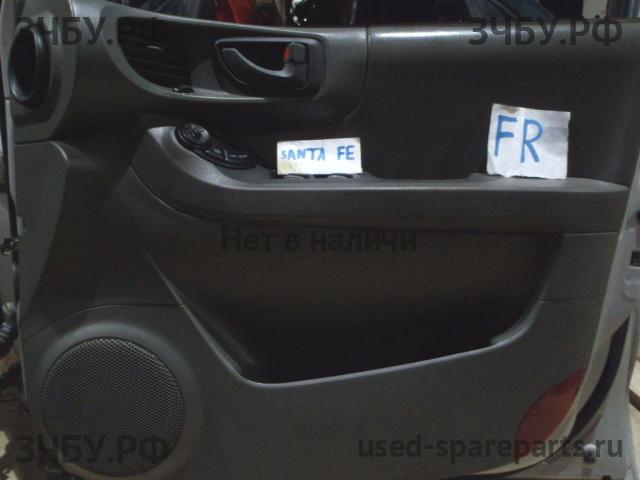 ЗЧБУ.РФ
ЗЧБУ.РФ
FR
SANTA FE
Нет в наличи
ЗЧБУ.РФ
ЗЧБУ.РФ
used-spareparts.ru